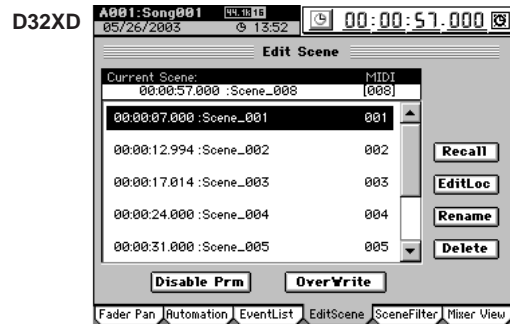 D32XD
A001:Song001 44.1k16
05/26/2003 13:52 00:00:57.000
Edit Scene
Current Scene: MIDI
00:00:57.000 :Scene_008 [008]
00:00:07.000 :Scene_001 001
00:00:12.994 :Scene_002 002
Recall
00:00:17.014 :Scene_003 003
EditLoc
00:00:24.000 :Scene_004 004
Rename
00:00:31.000 :Scene_005 005
Delete
Disable Prm OverWrite
Fader Pan Automation EventList EditScene SceneFilter Mixer View